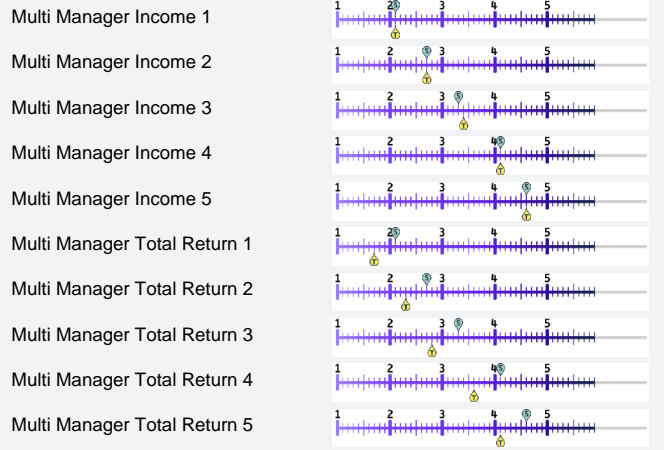 Multi Manager Income 1
1 2 S 3 4 5
T
Multi Manager Income 2
1 2 S 3 4 5
T
Multi Manager Income 3
1 2 3 S 4 5
T
Multi Manager Income 4
1 2 3 4 S 5
T
Multi Manager Income 5
1 2 3 4 S 5
T
Multi Manager Total Return 1
1 2 S 3 4 5
T
Multi Manager Total Return 2
1 2 S 3 4 5
T
Multi Manager Total Return 3
1 2 3 S 4 5
T
Multi Manager Total Return 4
1 2 3 4 S 5
T
Multi Manager Total Return 5
1 2 3 4 S 5
T